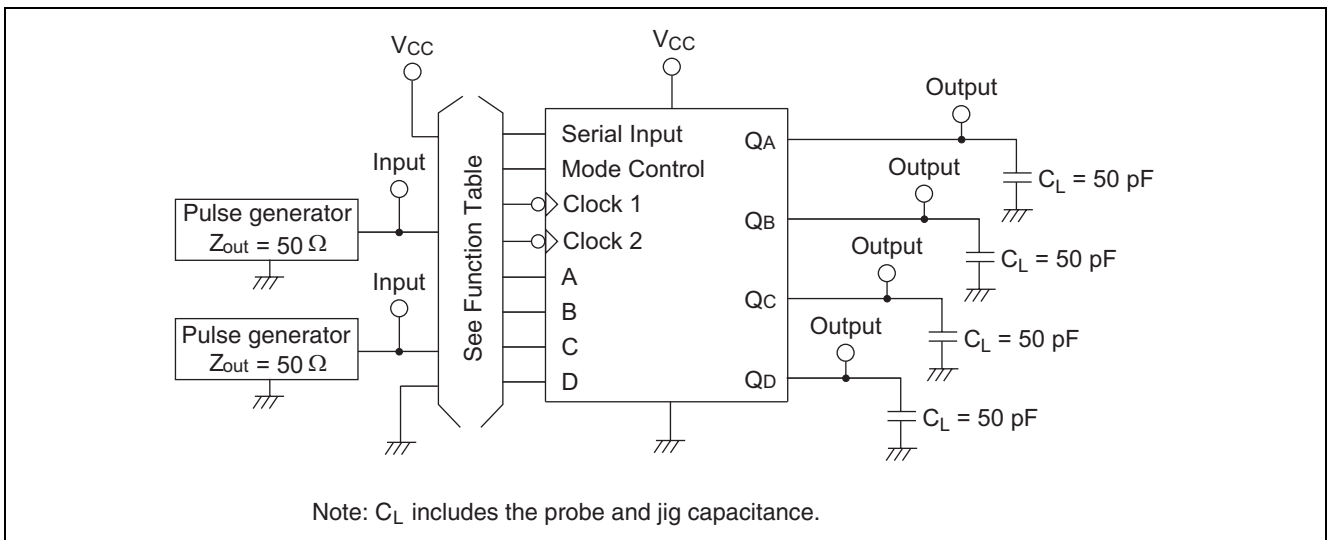 VCC
VCC
Output
Serial Input
QA
Input
Mode Control
Output
CL = 50 pF
Pulse generator
Zout = 50 Ω
See Function Table
Clock 1
QB
Clock 2
Output
CL = 50 pF
Input
A
B
QC
Output
Pulse generator
Zout = 50 Ω
C
CL = 50 pF
D
QD
CL = 50 pF
Note: CL includes the probe and jig capacitance.